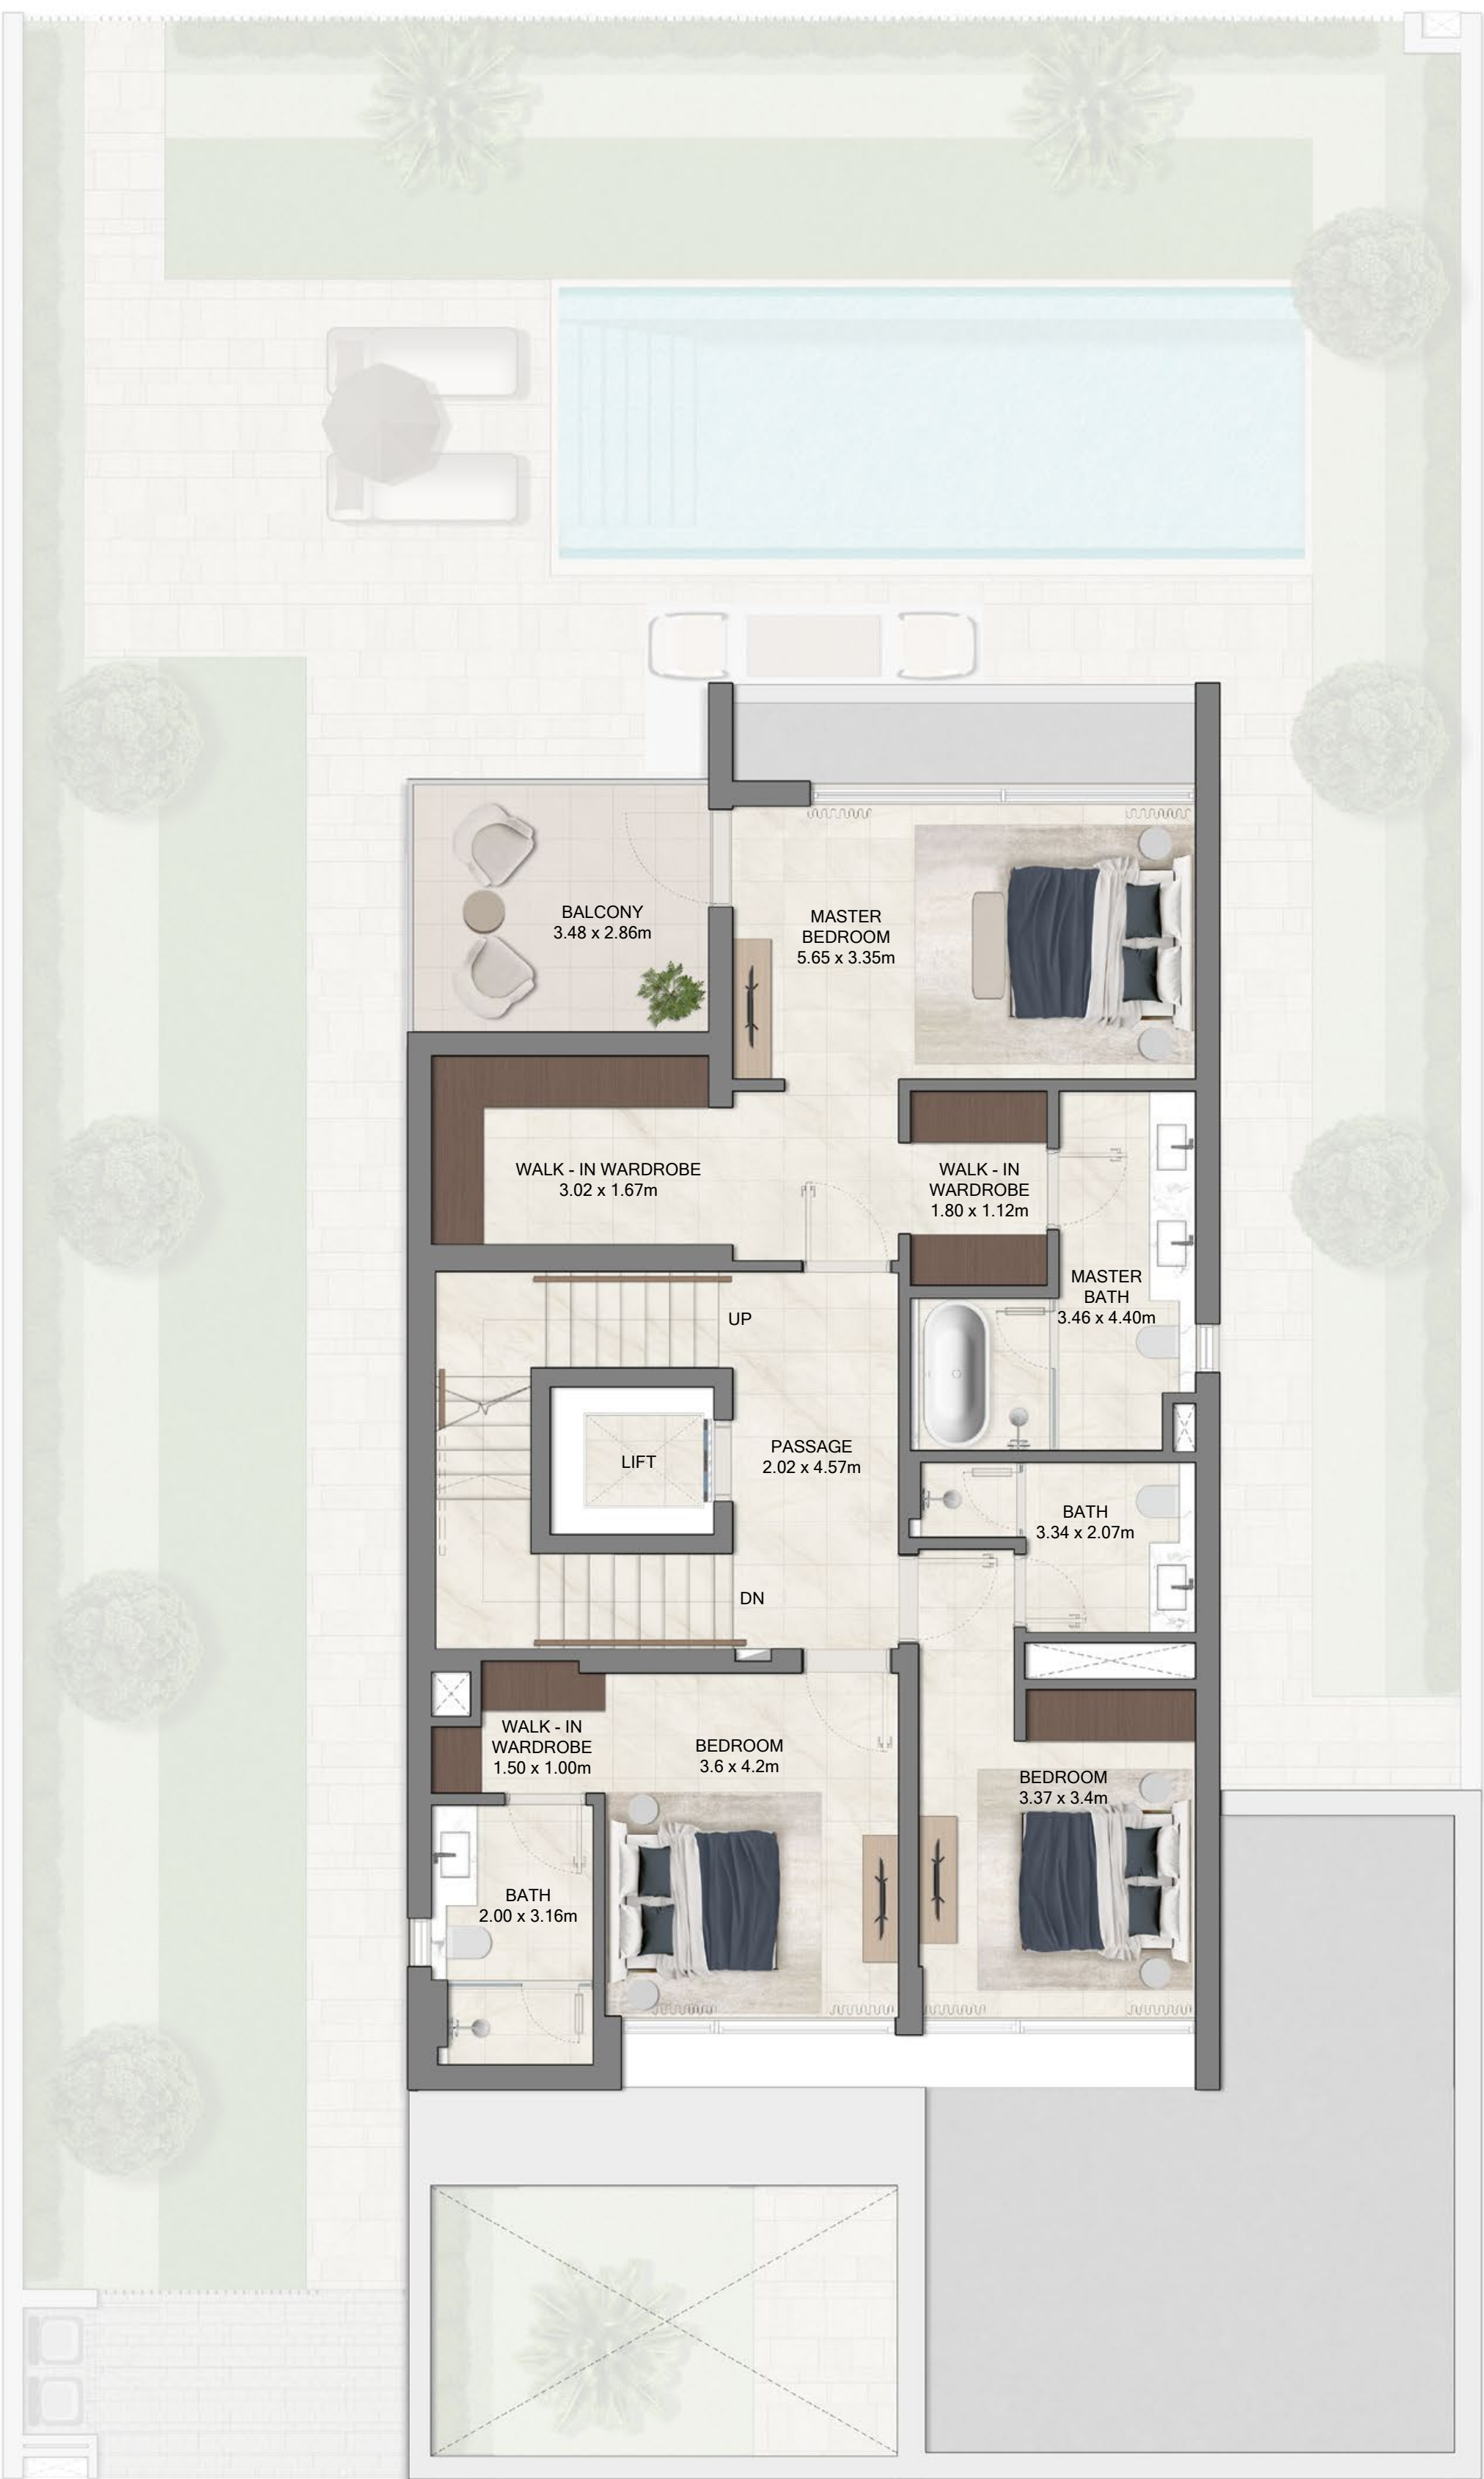 BALCONY
3.48 x 2.86m
MASTER
BEDROOM
5.65 x 3.35m
WALK - IN WARDROBE
3.02 x 1.67m
WALK - IN
WARDROBE
1.80 x 1.12m
MASTER
BATH
3.46 x 4.40m
UP
LIFT
PASSAGE
2.02 x 4.57m
BATH
3.34 x 2.07m
DN
WALK - IN
WARDROBE
1.50 x 1.00m
BEDROOM
3.6 x 4.2m
BEDROOM
3.37 x 3.4m
BATH
2.00 x 3.16m